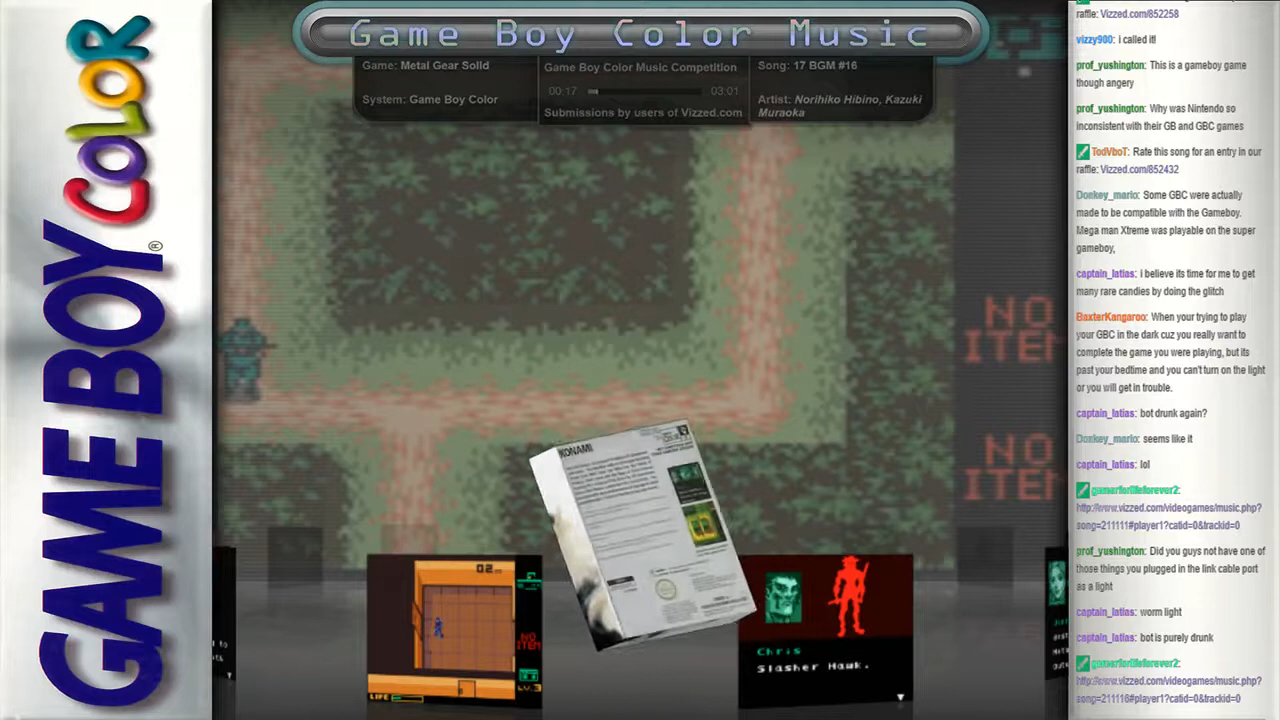 GAME BOY COLOR ®
Game Boy Color Music
Game: Metal Gear Solid
System: Game Boy Color
Game Boy Color Music Competition
00:17 03:01
Submissions by users of Vizzed.com
Song: 17 BGM #16
Artist: Norihiko Hibino, Kazuki
Muraoka
NO
ITEM
NO
ITEM
KONAMI
02
NO
ITEM
LV.3
LIFE
Chris
Slasher Hawk.
raffle: Vizzed.com/852258
vizzy900: i called it!
prof_yushington: This is a gameboy game
though angery
prof_yushington: Why was Nintendo so
inconsistent with their GB and GBC games
TodVboT: Rate this song for an entry in our
raffle: Vizzed.com/852432
Donkey_mario: Some GBC were actually
made to be compatible with the Gameboy.
Mega man Xtreme was playable on the super
gameboy,
captain_latias: i believe its time for me to get
many rare candies by doing the glitch
BaxterKangaroo: When your trying to play
your GBC in the dark cuz you really want to
complete the game you were playing, but its
past your bedtime and you can't turn on the light
or you will get in trouble.
captain_latias: bot drunk again?
Donkey_mario: seems like it
captain_latias: lol
gamerforlifeforever2:
http://www.vizzed.com/videogames/music.php?
song=211111#player1?catid=0&trackid=0
prof_yushington: Did you guys not have one of
those things you plugged in the link cable port
as a light
captain_latias: worm light
captain_latias: bot is purely drunk
gamerforlifeforever2:
http://www.vizzed.com/videogames/music.php?
song=211116#player1?catid=0&trackid=0